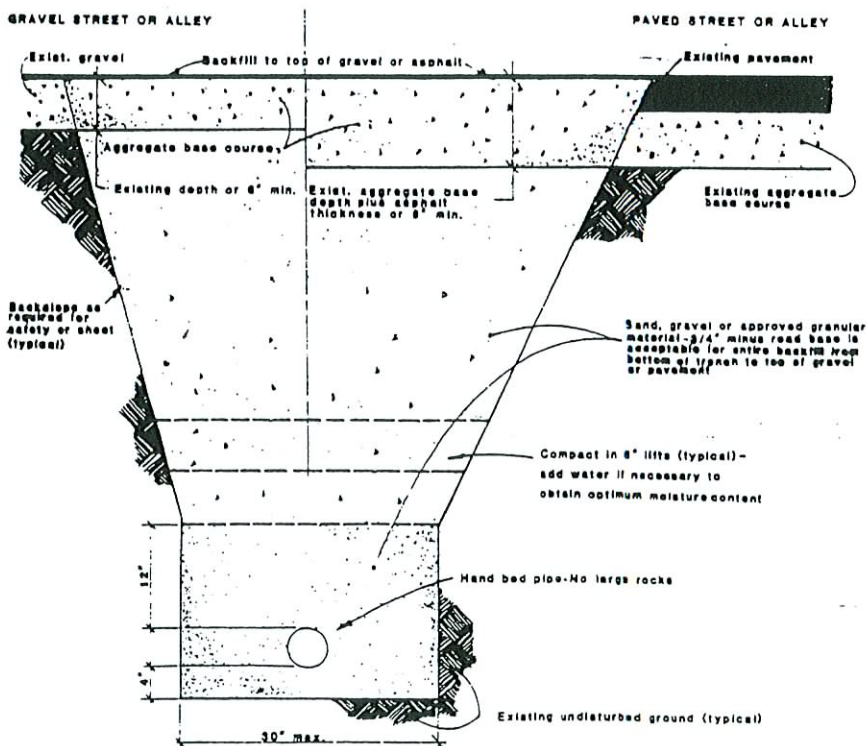 GRAVEL STREET OR ALLEY
PAVED STREET OR ALLEY
Exist. gravel
Backfill to top of gravel or asphalt
Existing pavement
Aggregate base course
Existing depth or 6" min.
Exist. aggregate base
depth plus asphalt
thickness or 8" min.
Existing aggregate
base course
Backslope as
required for
safety or sheet
(typical)
Sand, gravel or approved granular
material-3/4" minus road base is
acceptable for entire backfill from
bottom of trench to top of gravel
or pavement
Compact in 6" lifts (typical)-
add water if necessary to
obtain optimum moisture content
12"
Hand bed pipe-No large rocks
4"
Existing undisturbed ground (typical)
30" max.